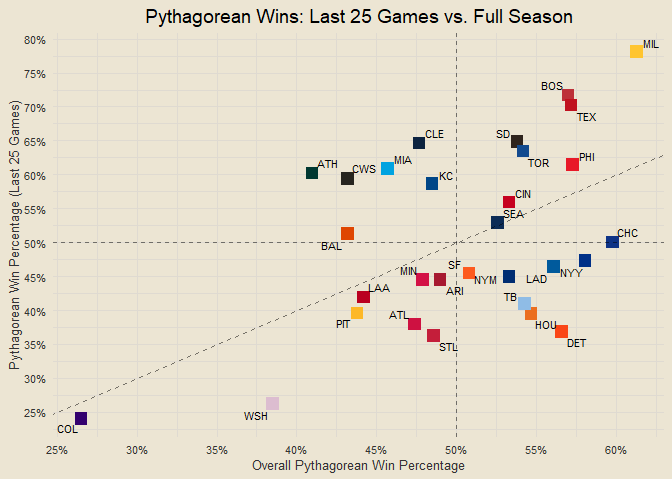 Pythagorean Wins: Last 25 Games vs. Full Season
Pythagorean Win Percentage (Last 25 Games)
80%
75%
70%
65%
60%
55%
50%
45%
40%
35%
30%
25%
MIL
BOS
TEX
CLE
SD
TOR
PHI
ATH
CWS
MIA
KC
CIN
SEA
BAL
CHC
MIN
SF
NYM
LAD
NYY
ARI
LAA
TB
PIT
ATL
HOU
STL
DET
WSH
COL
25%
30%
35%
40%
45%
50%
55%
60%
Overall Pythagorean Win Percentage